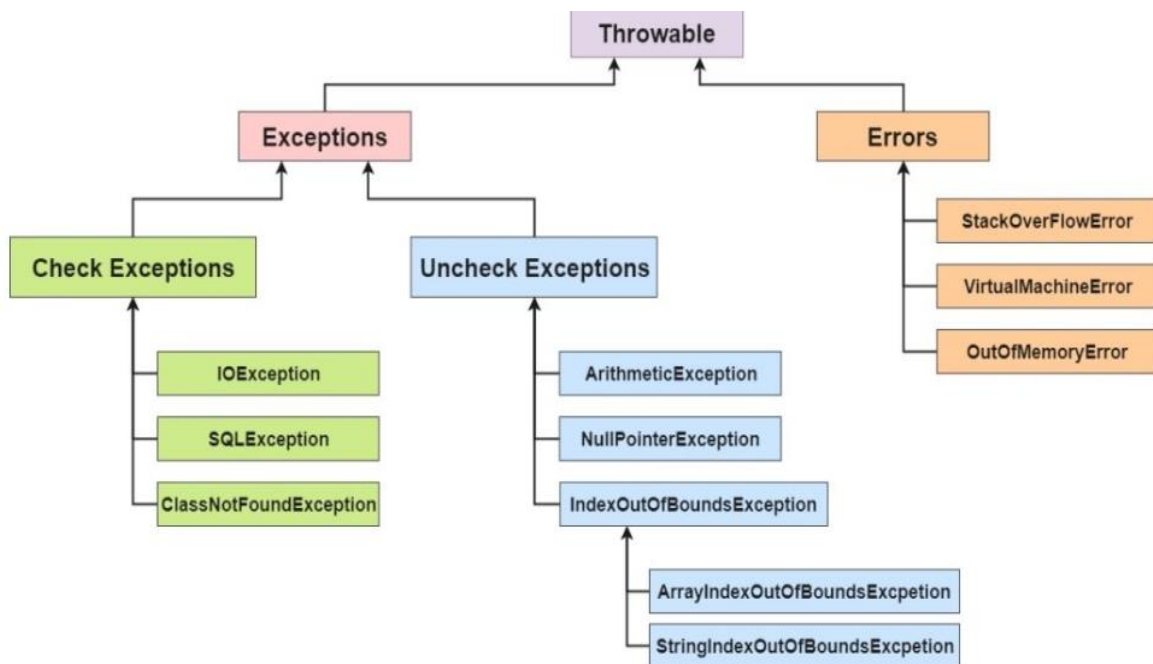 Throwable
Exceptions
Errors
StackOverFlowError
Check Exceptions
Uncheck Exceptions
VirtualMachineError
OutOfMemoryError
IOException
ArithmeticException
SQLException
NullPointerException
ClassNotFoundException
IndexOutOfBoundsException
ArrayIndexOutOfBoundsExcpetion
StringIndexOutOfBoundsExcpetion